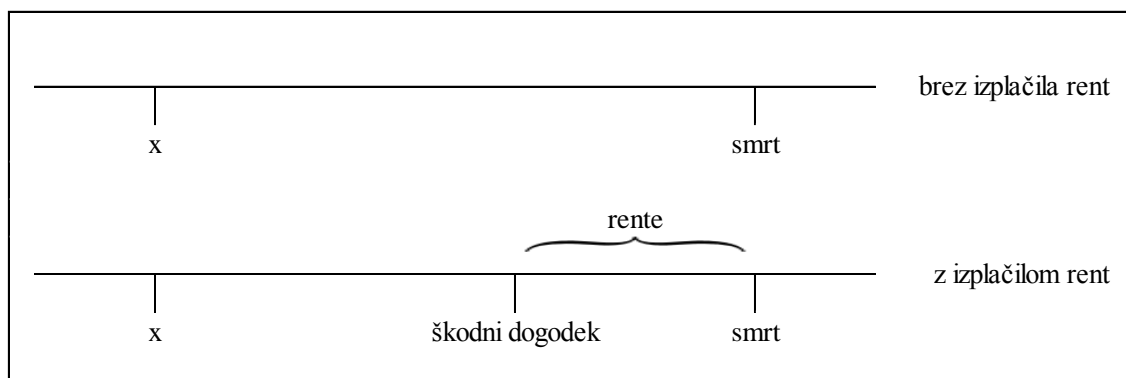 brez izplačila rent
x smrt
rente
z izplačilom rent
x škodni dogodek smrt